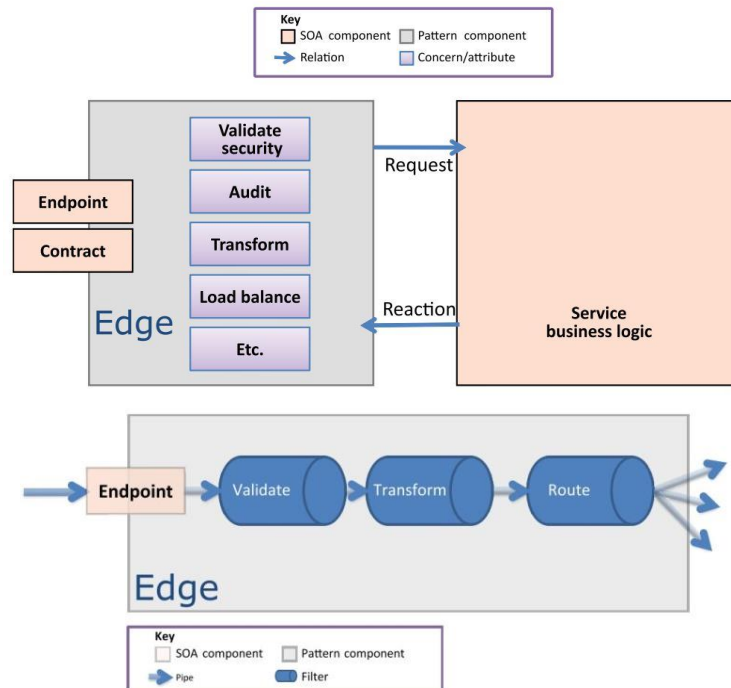 Key
SOA component
Pattern component
Relation
Concern/attribute
Validate
security
Audit
Transform
Load balance
Etc.
Endpoint
Contract
Edge
Request
Reaction
Service
business logic
Endpoint
Validate
Transform
Route
Edge
Key
SOA component
Pattern component
Pipe
Filter